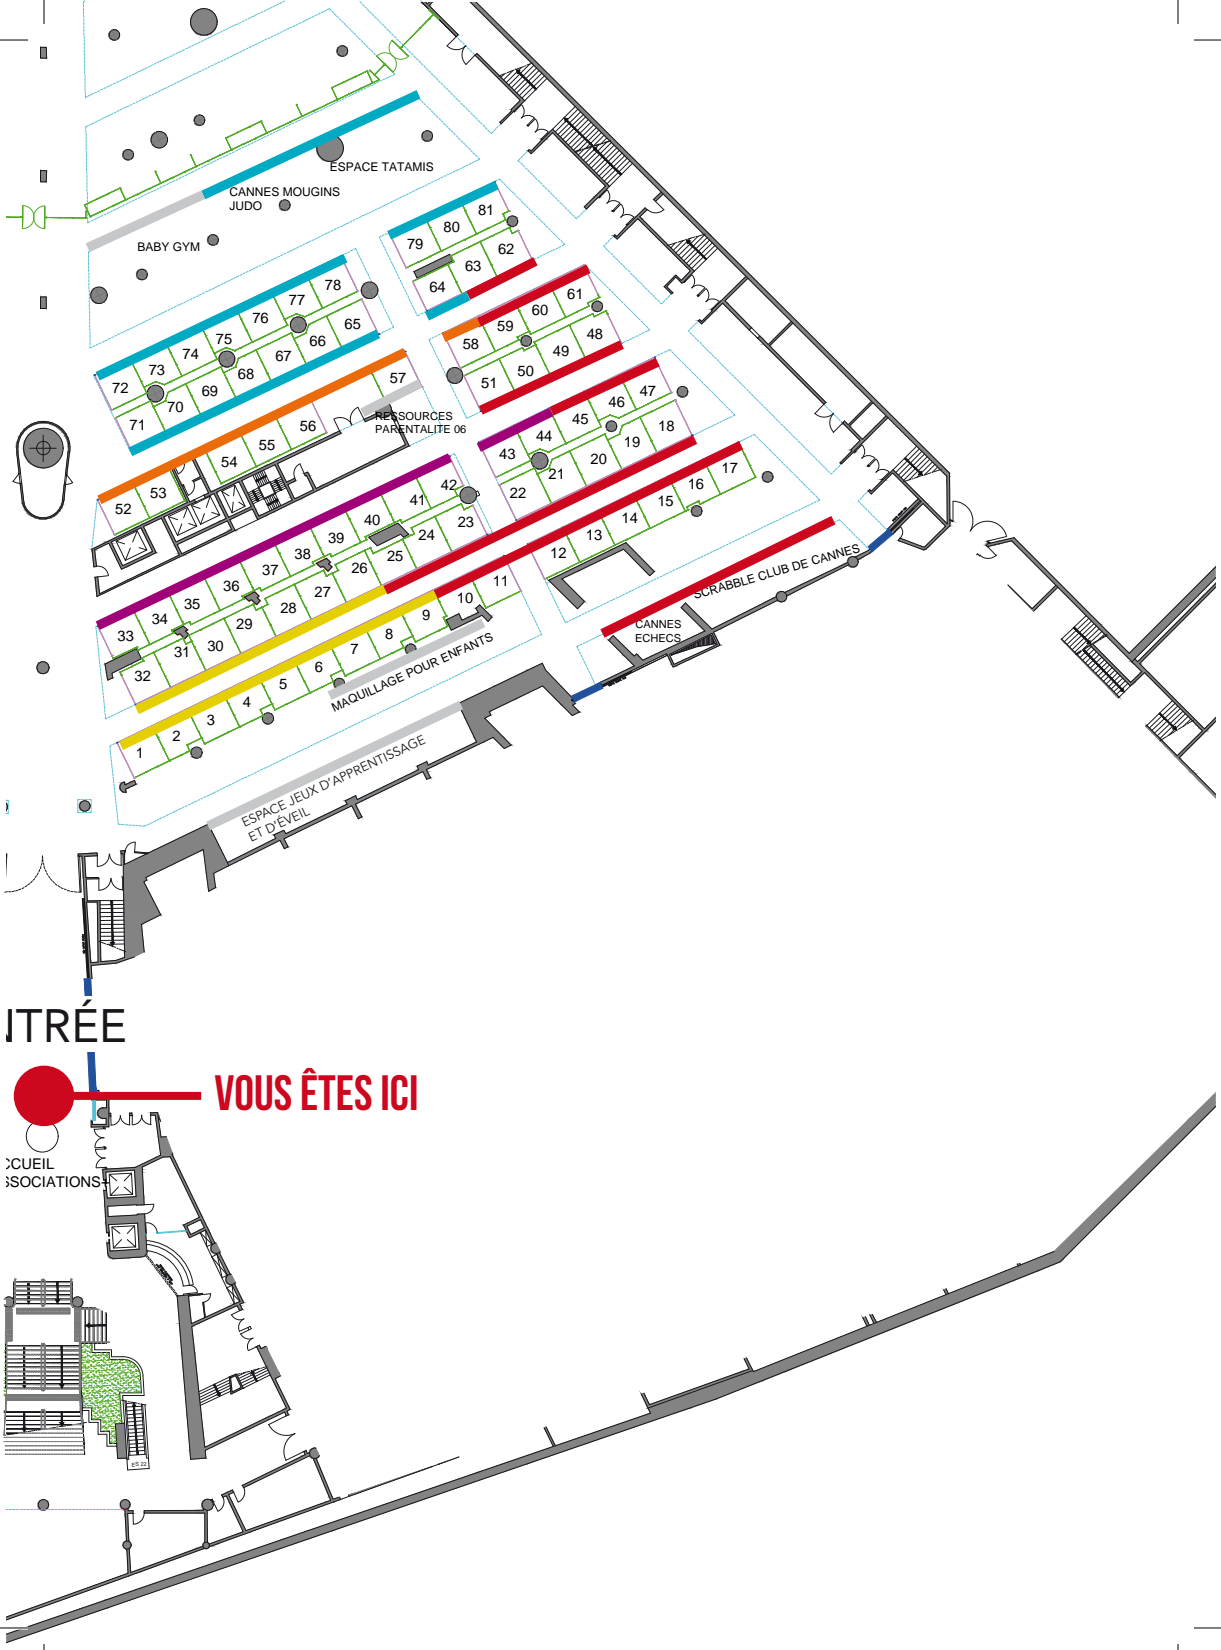 ESPACE TATAMIS
CANNES MOUGINS
JUDO
BABY GYM
79 80 81
64 63 62
72 73 74 75 76 77 78
71 70 69 68 67 66 65
58 59 60 61
51 50 49 48
52 53 54 55 56 57
RESSOURCES
PARENTALITE 06
43 44 45 46 47
22 21 20 19 18
33 34 35 36 37 38 39 40 41 42
32 31 30 29 28 27 26 25 24 23
1 2 3 4 5 6 7 8 9 10 11
12 13 14 15 16 17
SCRABBLE CLUB DE CANNES
CANNES
ECHECS
MAQUILLAGE POUR ENFANTS
ESPACE JEUX D'APPRENTISSAGE
ET D'ÉVEIL
NTRÉE
VOUS ÊTES ICI
CCUEIL
SSOCIATIONS
ES 22